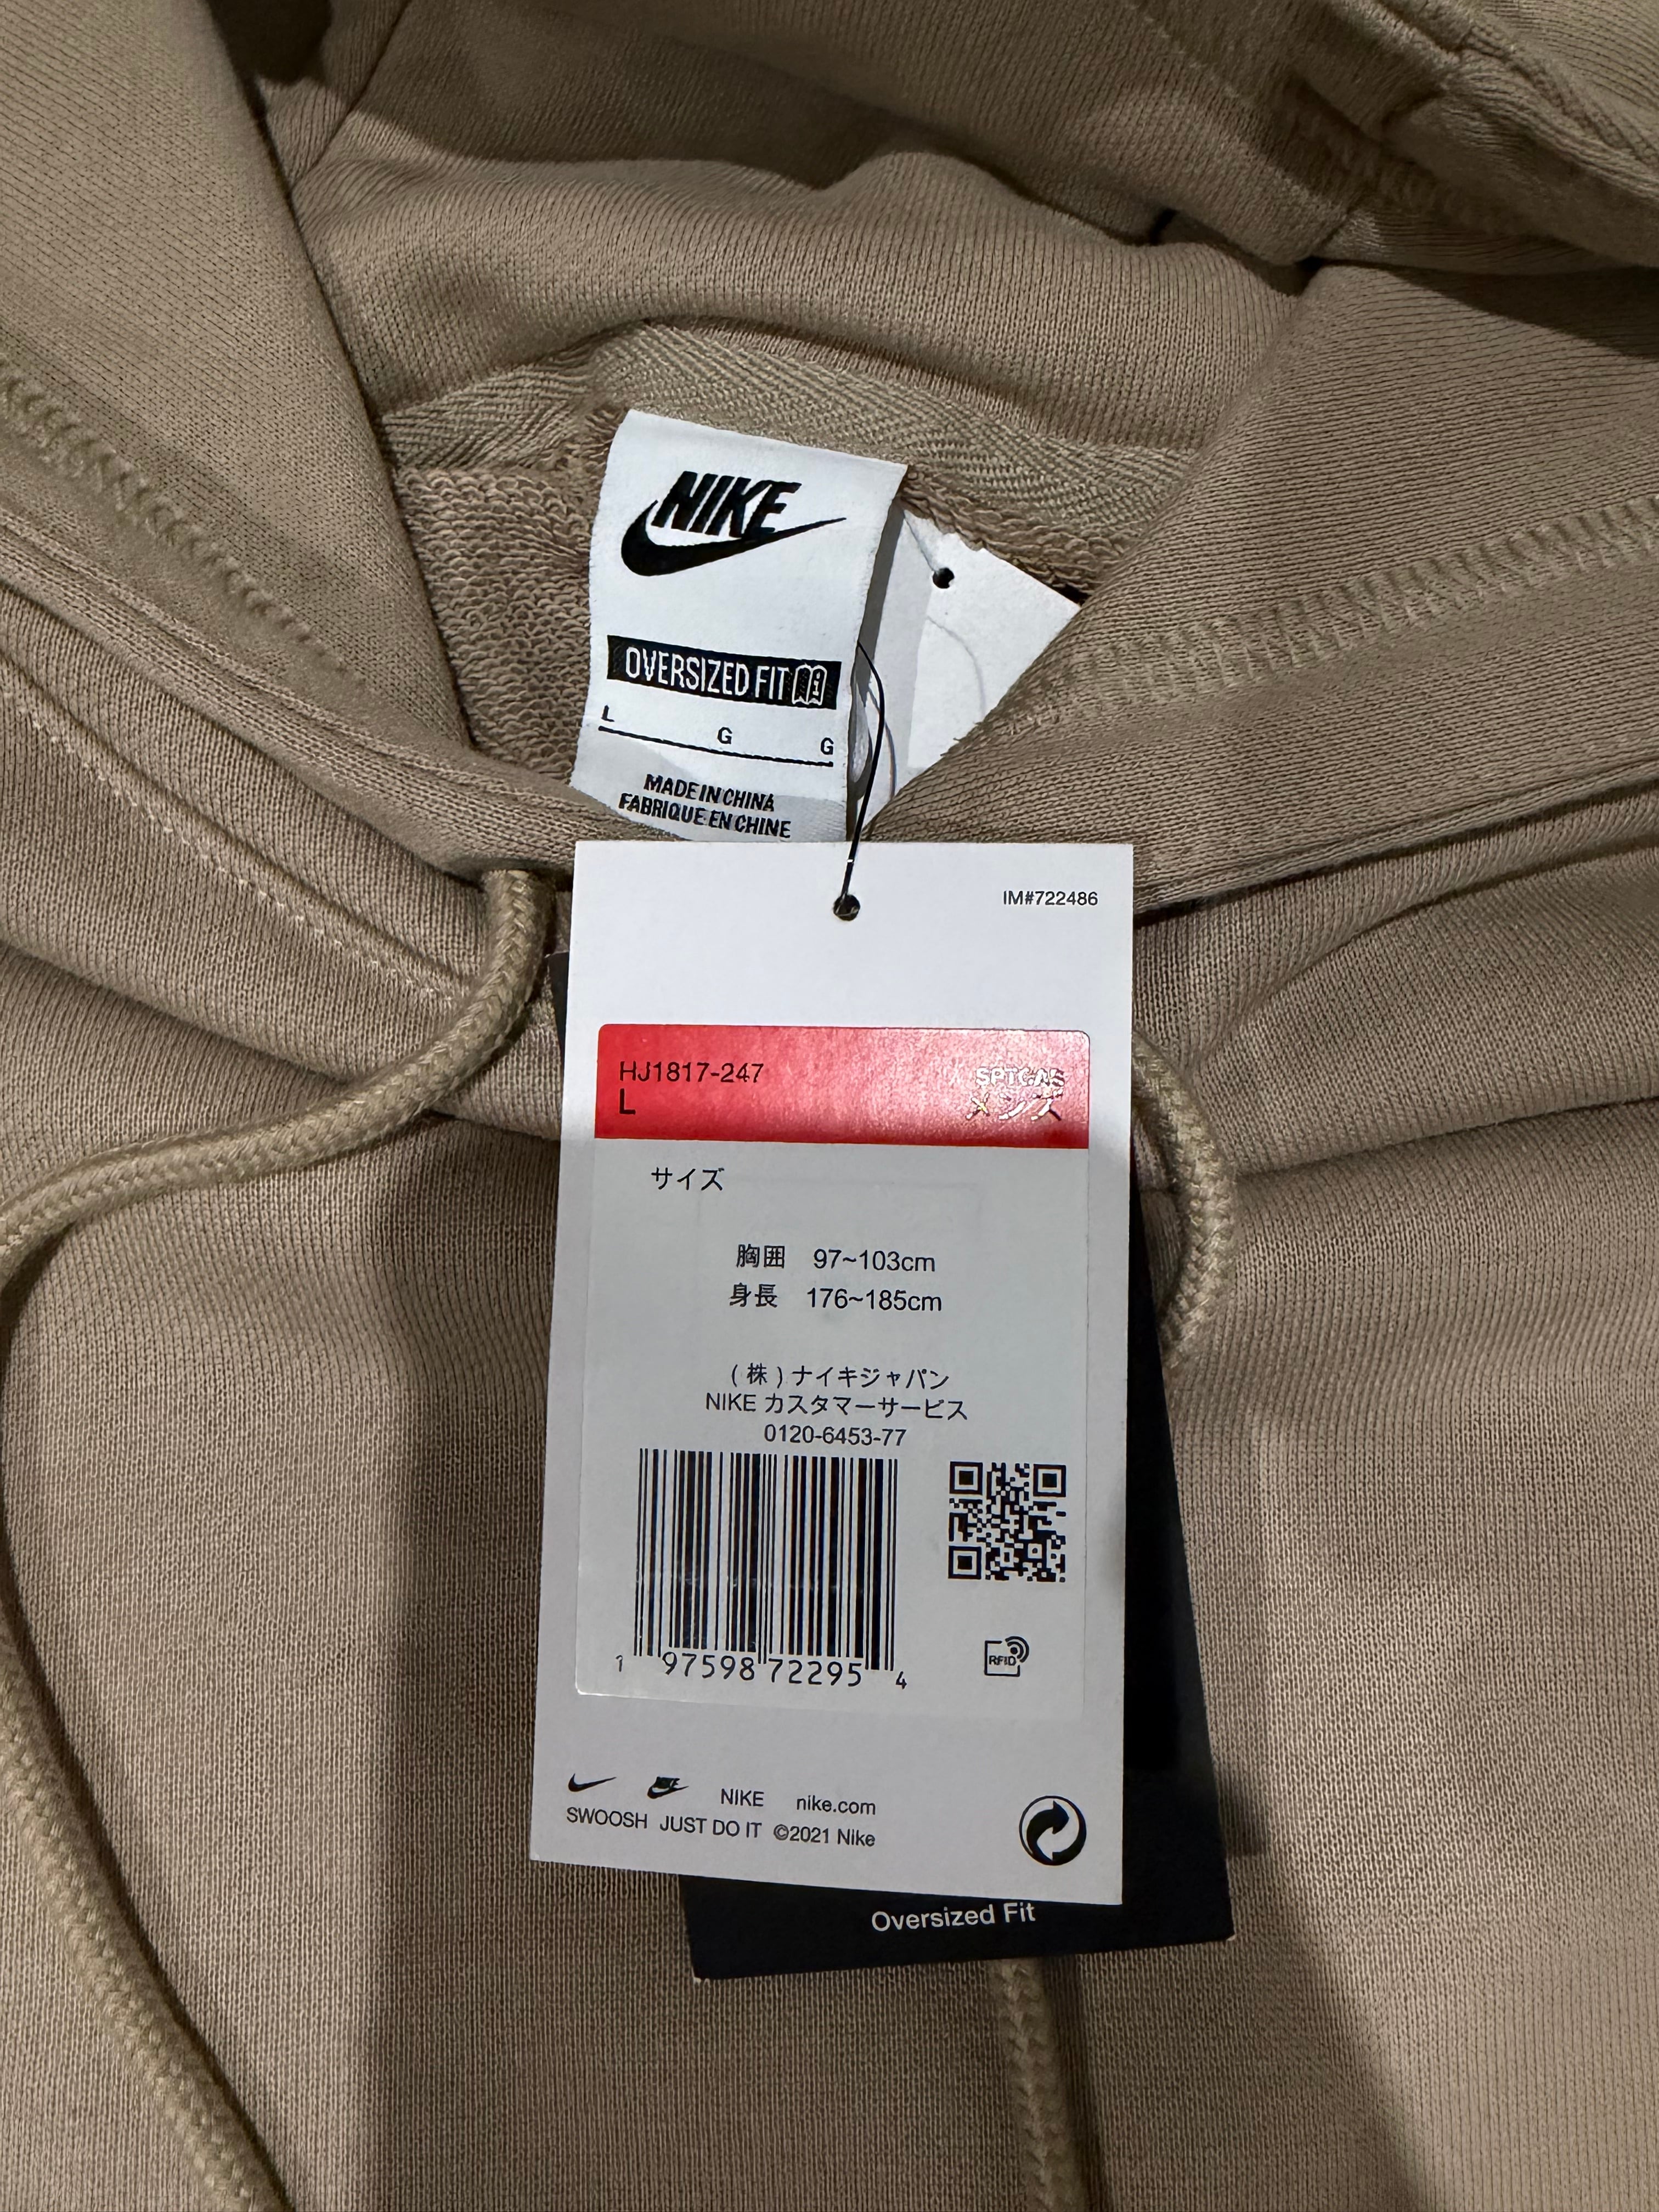 NIKE
OVERSIZED FIT
L G G
MADE IN CHINA
FABRIQUE EN CHINE
IM#722486
HJ1817-247
L
メンズ
サイズ
胸囲 97~103cm
身長 176~185cm
(株)ナイキジャパン
NIKE カスタマーサービス
0120-6453-77
1 97598 72295 4
RFID
NIKE nike.com
SWOOSH JUST DO IT ©2021 Nike
Oversized Fit